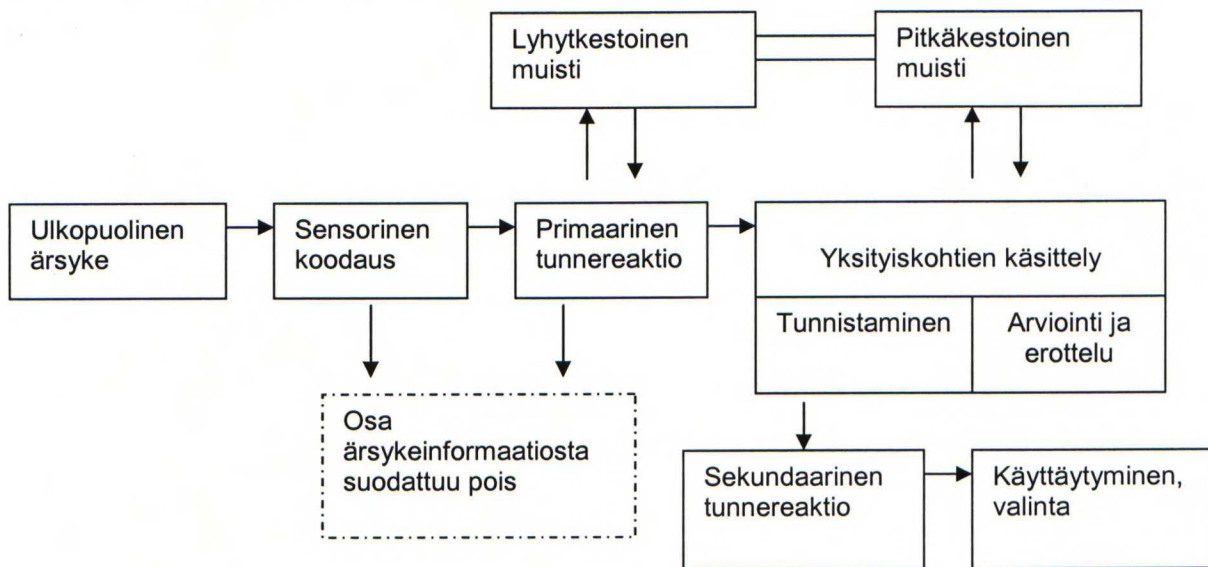 Lyhytkestoinen
muisti
Pitkäkestoinen
muisti
Ulkopuolinen
ärsyke
Sensorinen
koodaus
Primaarinen
tunnereaktio
Yksityiskohtien käsittely
Tunnistaminen
Arviointi ja
erottelu
Osa
ärsykeinformaatiosta
suodattuu pois
Sekundaarinen
tunnereaktio
Käyttäytyminen,
valinta